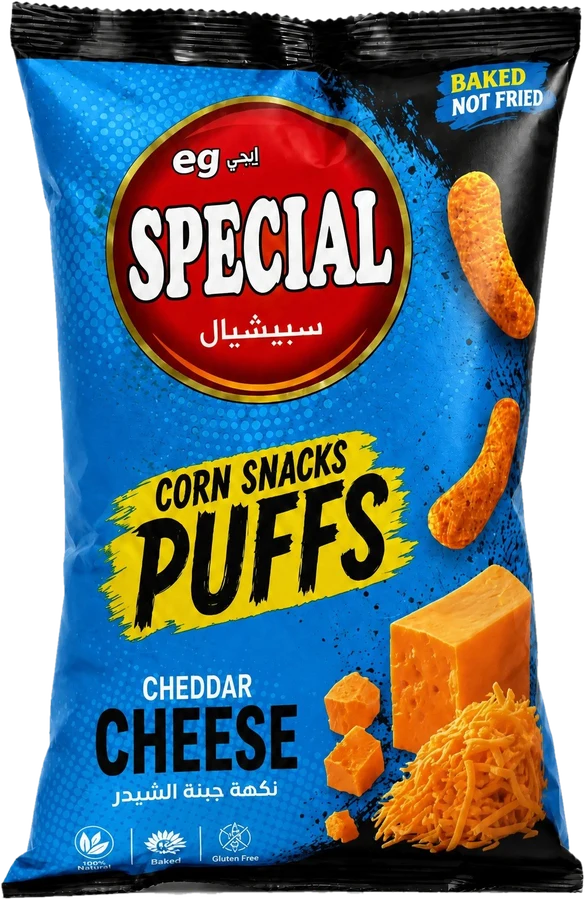 BAKED
NOT FRIED
eg إيجي
SPECIAL
سبيشيال
CORN SNACKS
PUFFS
CHEDDAR
CHEESE
نكهة جبنة الشيدر
100%
Natural
Baked
Gluten Free